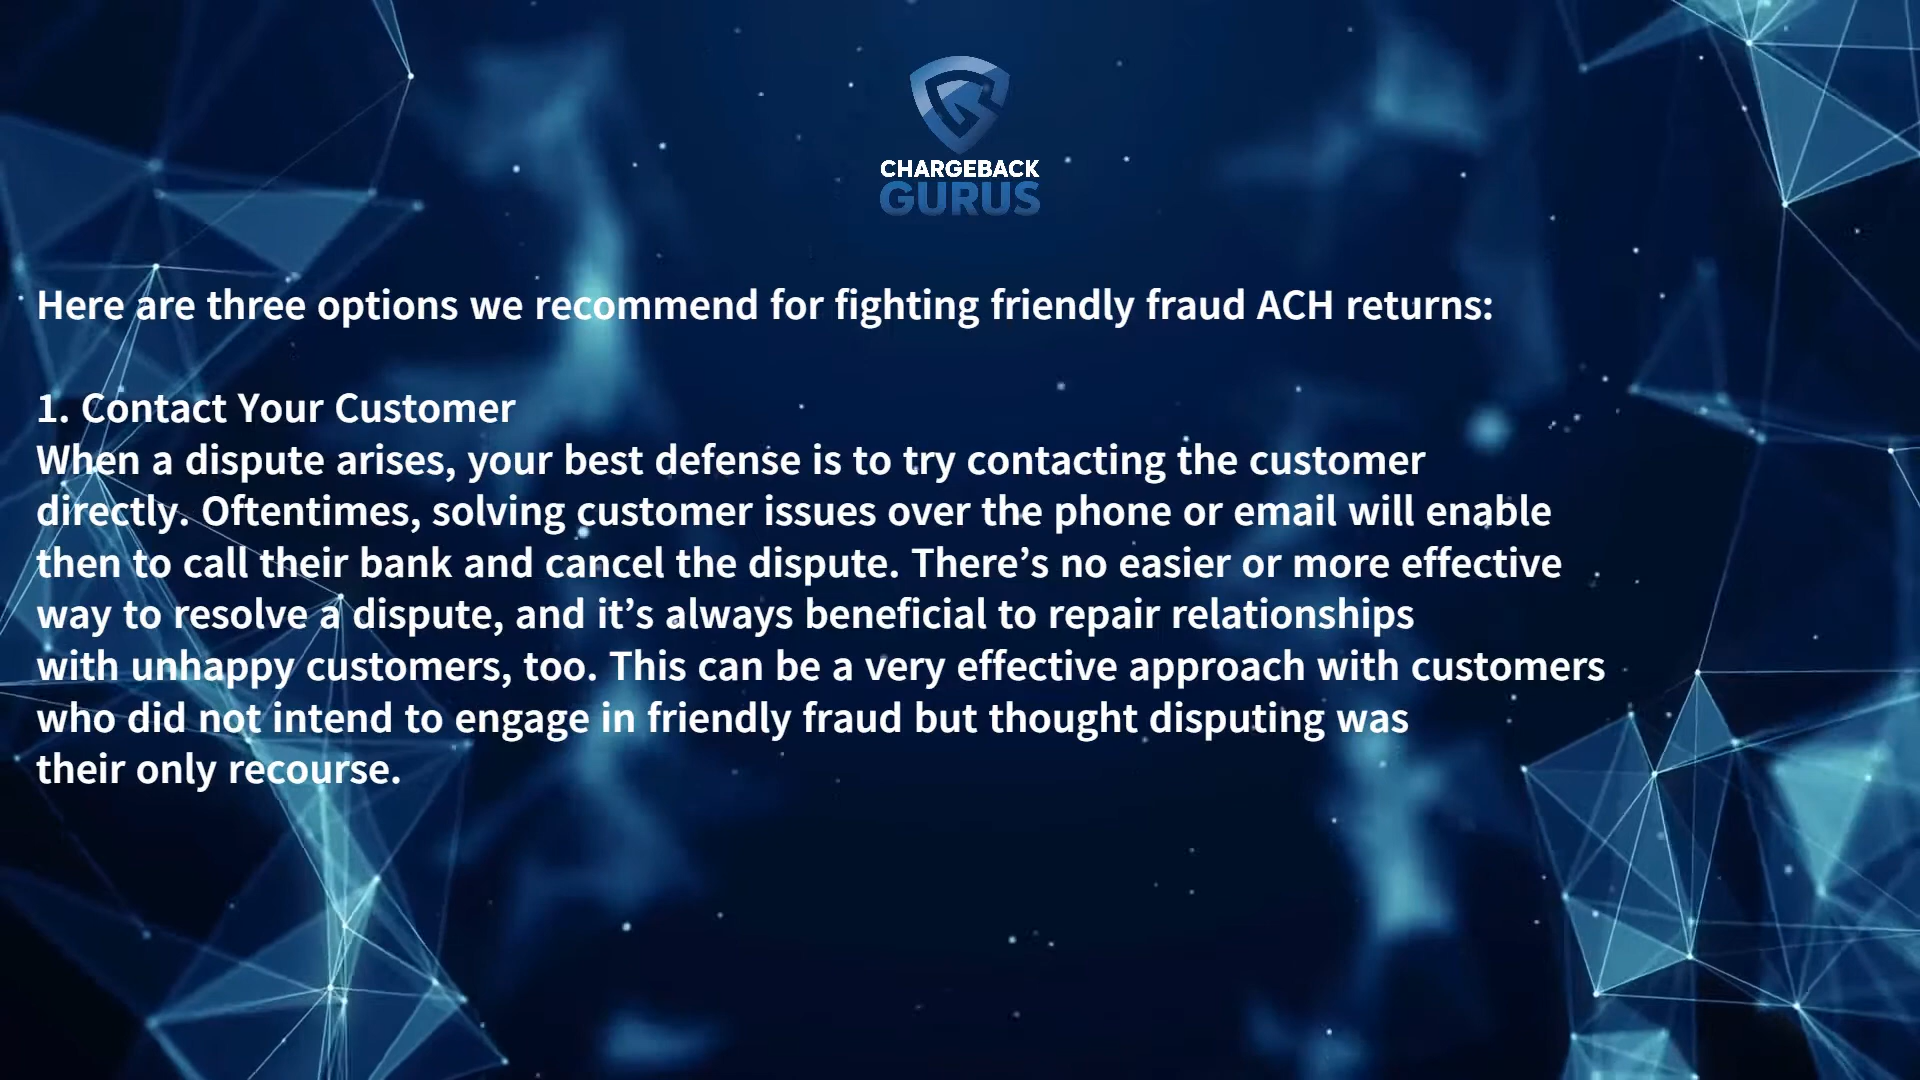 CHARGEBACK
GURUS
Here are three options we recommend for fighting friendly fraud ACH returns:
1. Contact Your Customer
When a dispute arises, your best defense is to try contacting the customer
directly. Oftentimes, solving customer issues over the phone or email will enable
then to call their bank and cancel the dispute. There’s no easier or more effective
way to resolve a dispute, and it’s always beneficial to repair relationships
with unhappy customers, too. This can be a very effective approach with customers
who did not intend to engage in friendly fraud but thought disputing was
their only recourse.